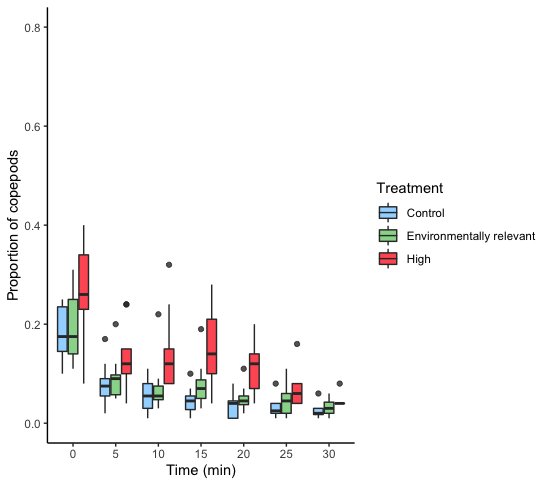 0.8
0.6
0.4
0.2
0.0
Proportion of copepods
0 5 10 15 20 25 30
Time (min)
Treatment
Control
Environmentally relevant
High